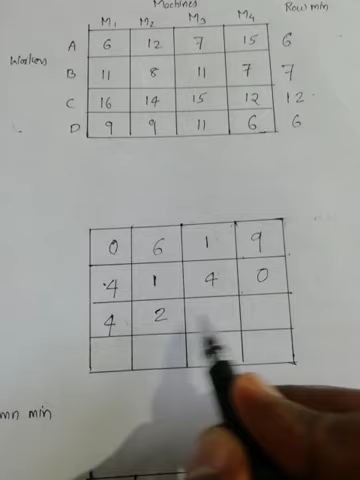 Machines
M1 M2 M3 M4 Row min
A 6 12 7 15 6
Workers
B 11 8 11 7 7
C 16 14 15 12 12
D 9 9 11 6 6
0 6 1 9
4 1 4 0
4 2
mn min